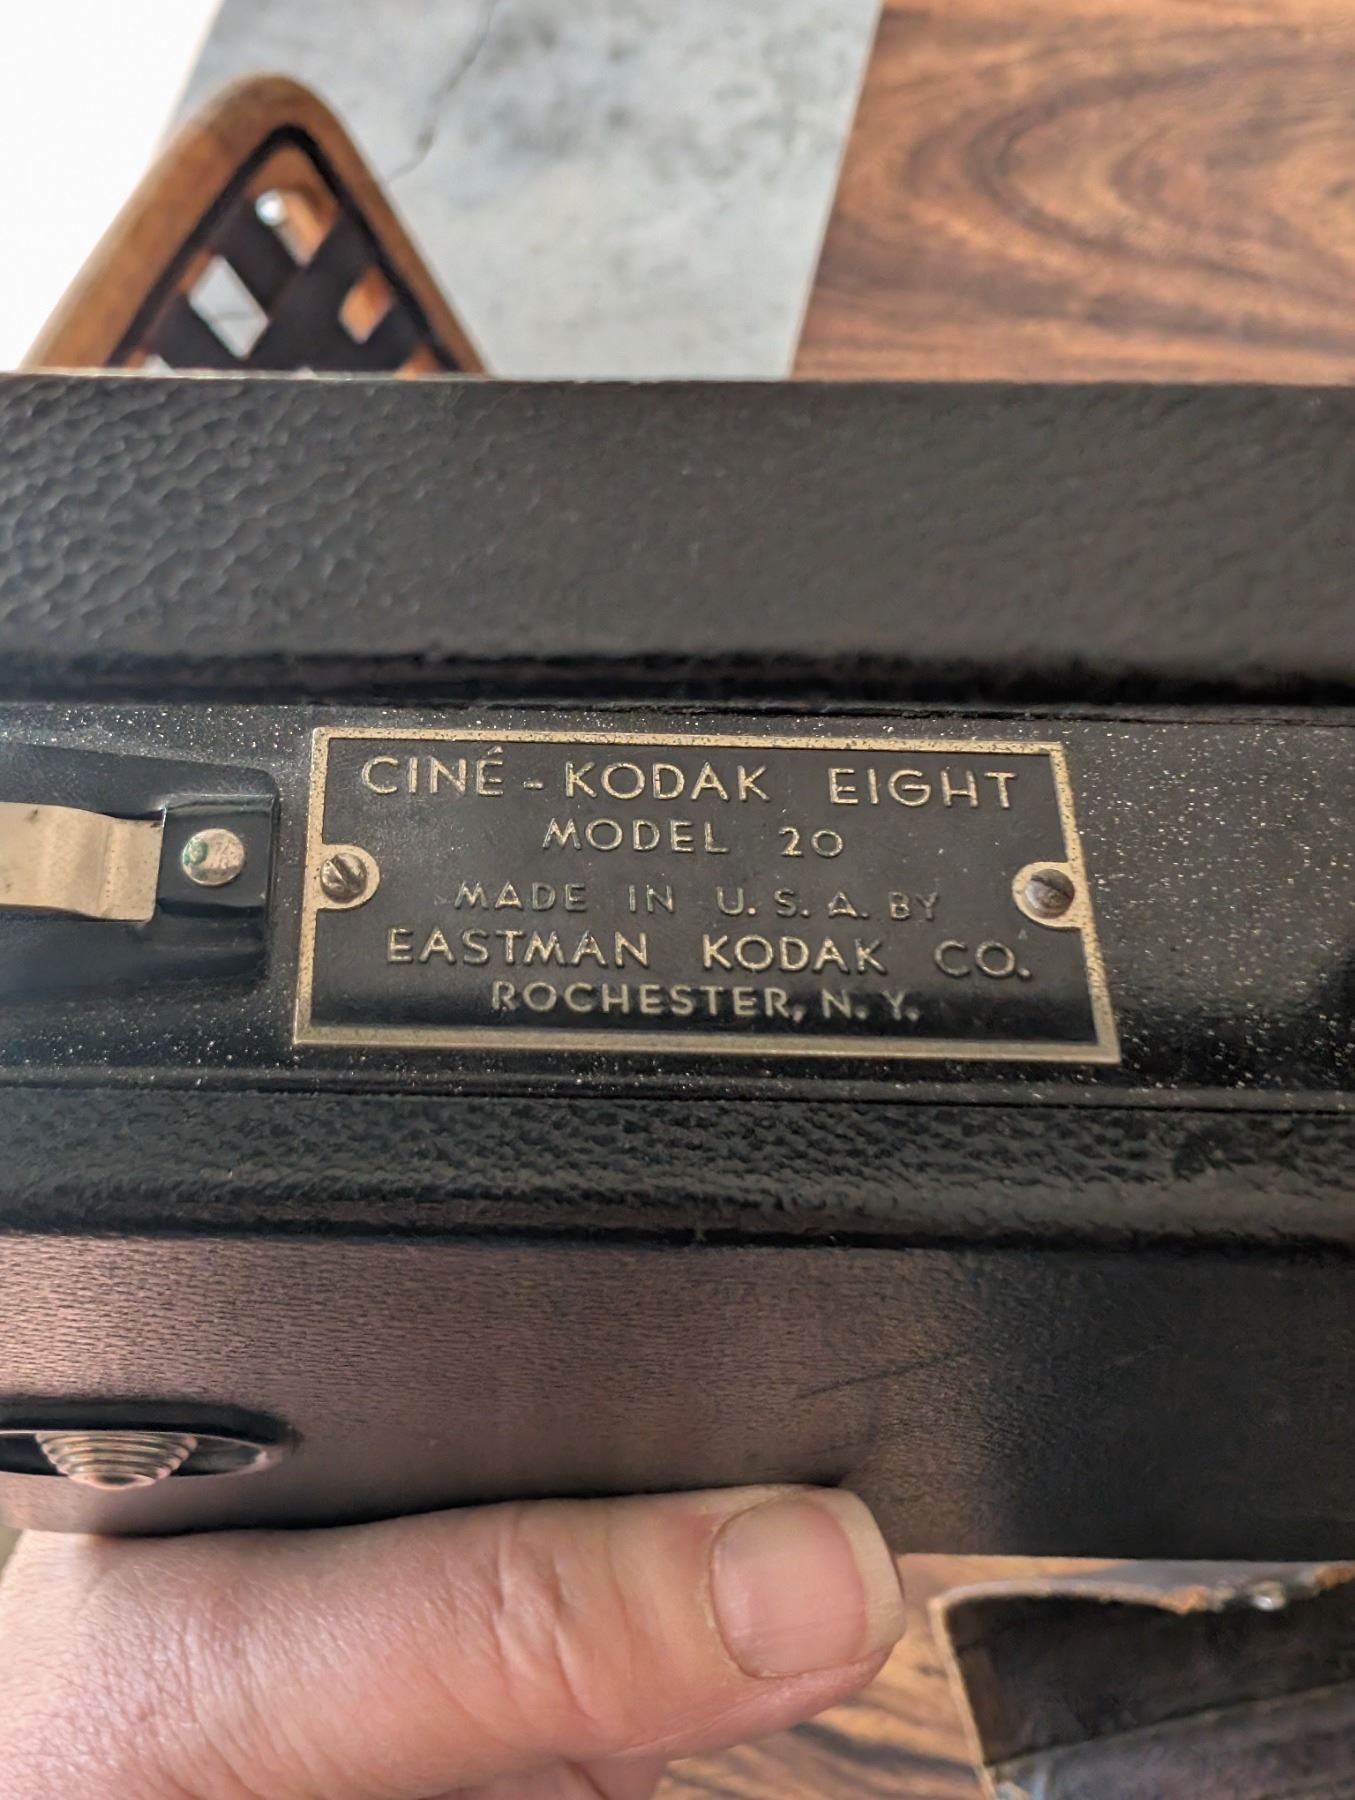 CINÉ-KODAK EIGHT
MODEL 20
MADE IN U.S.A. BY
EASTMAN KODAK CO.
ROCHESTER, N.Y.